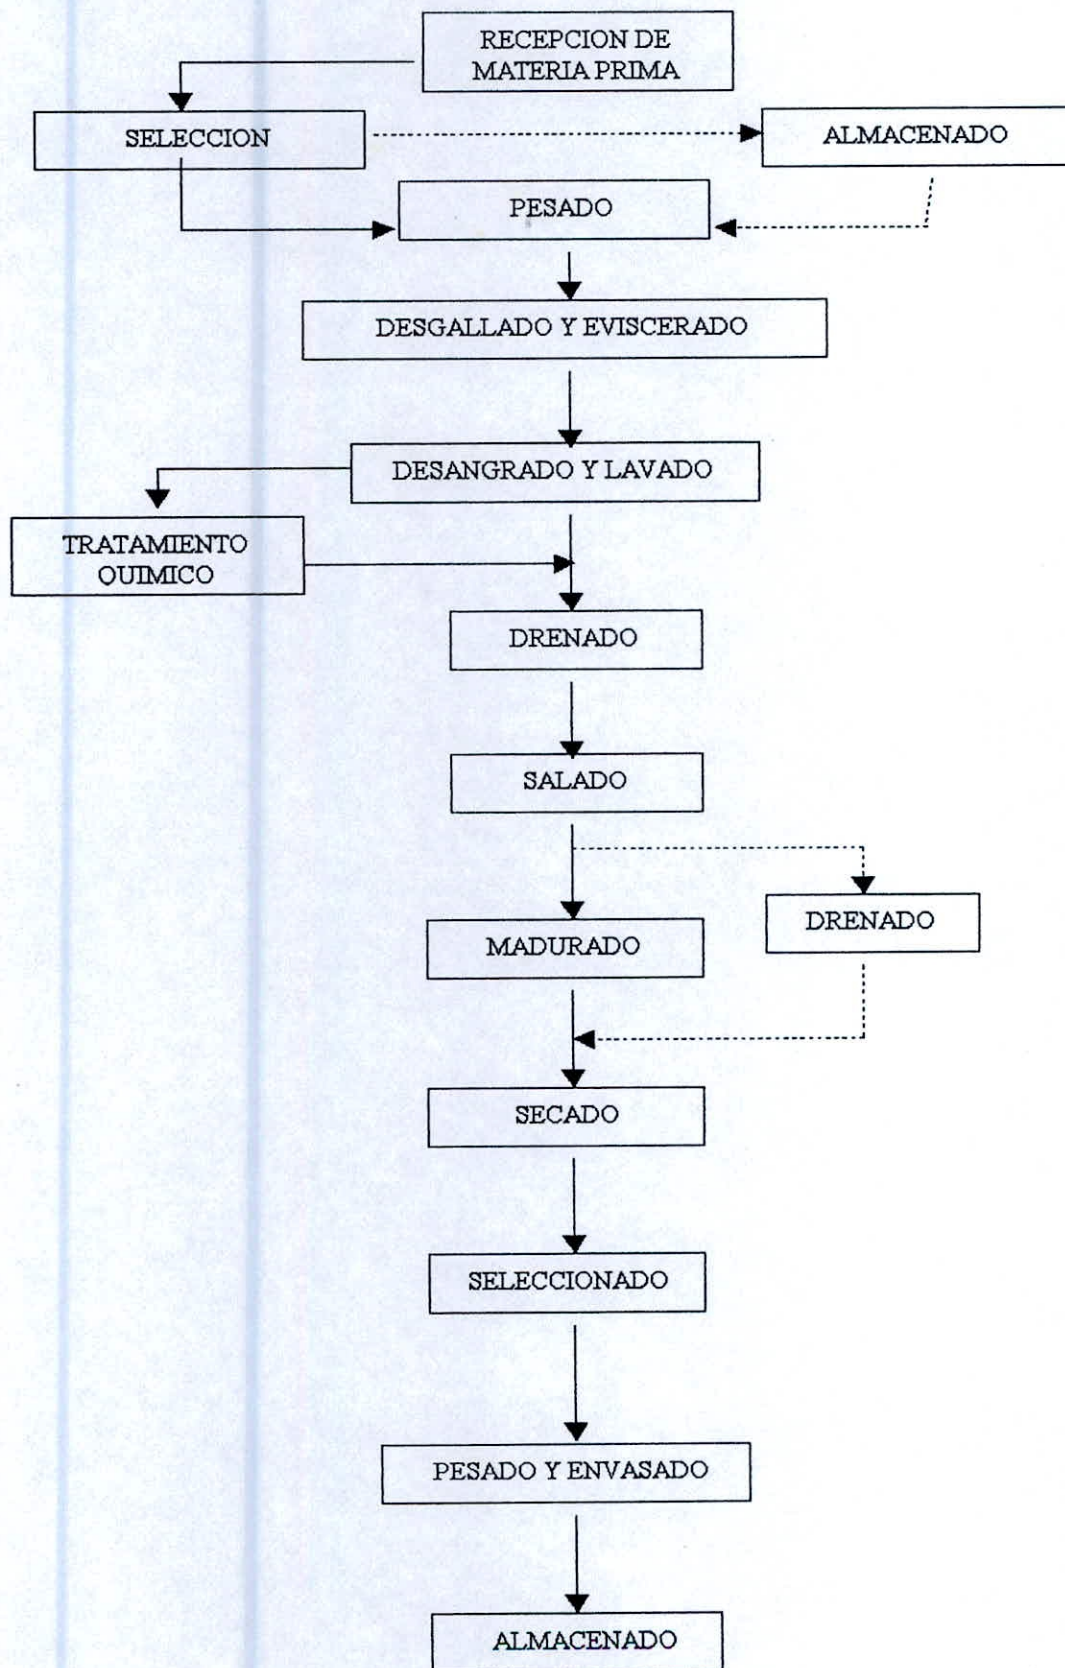 RECEPCION DE
MATERIA PRIMA
SELECCION
ALMACENADO
PESADO
DESGALLADO Y EVISCERADO
DESANGRADO Y LAVADO
TRATAMIENTO
QUIMICO
DRENADO
SALADO
DRENADO
MADURADO
SECADO
SELECCIONADO
PESADO Y ENVASADO
ALMACENADO